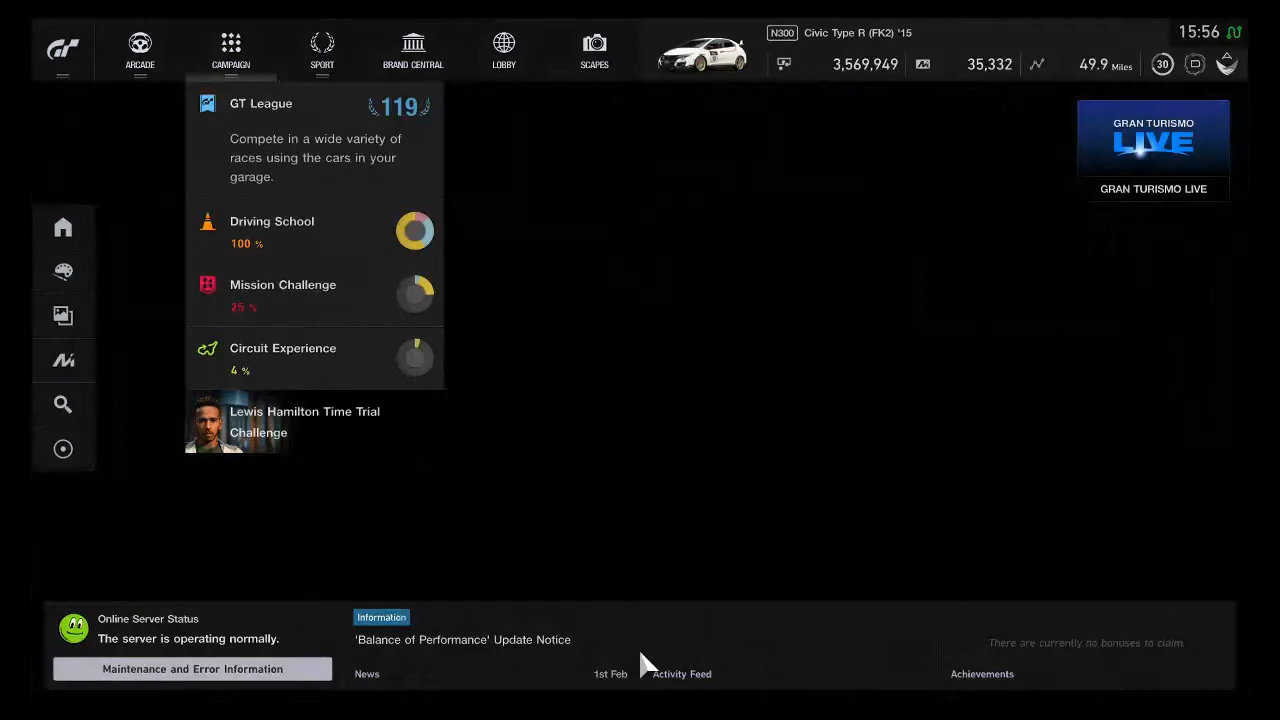 N300 Civic Type R (FK2) '15
15:56
ARCADE
CAMPAIGN
SPORT
BRAND CENTRAL
LOBBY
SCAPES
3,569,949
35,332
49.9 Miles
30
GT League
119
Compete in a wide variety of
races using the cars in your
garage.
Driving School
100 %
Mission Challenge
25 %
Circuit Experience
4 %
Lewis Hamilton Time Trial
Challenge
GRAN TURISMO
LIVE
GRAN TURISMO LIVE
Online Server Status
The server is operating normally.
Maintenance and Error Information
Information
'Balance of Performance' Update Notice
News
1st Feb
Activity Feed
There are currently no bonuses to claim.
Achievements